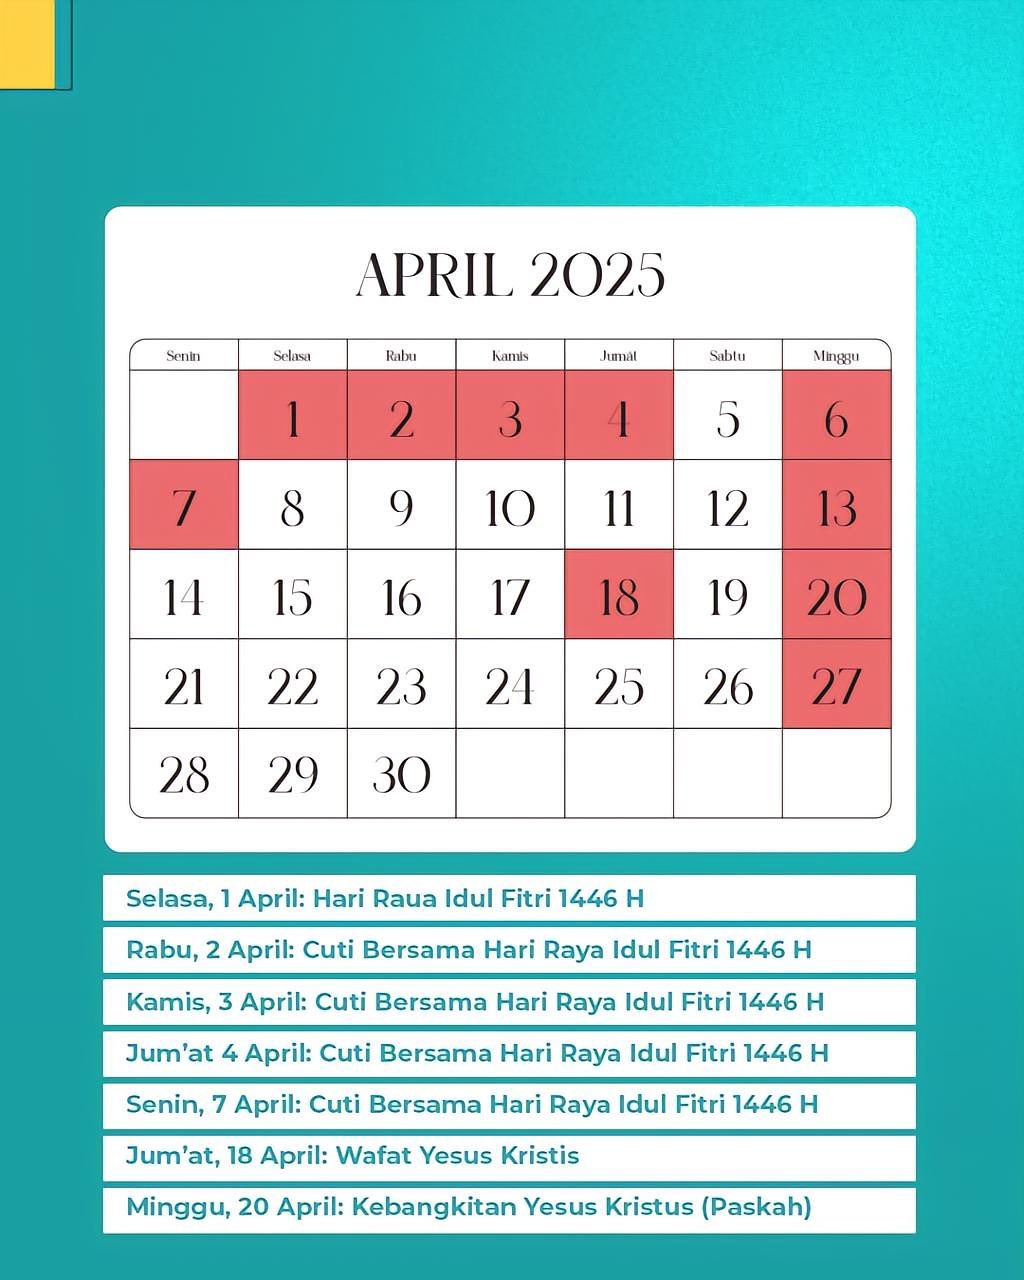 APRIL 2025
Senin Selasa Rabu Kamis Jumat Sabtu Minggu
1 2 3 4 5 6
7 8 9 10 11 12 13
14 15 16 17 18 19 20
21 22 23 24 25 26 27
28 29 30
Selasa, 1 April: Hari Raua Idul Fitri 1446 H
Rabu, 2 April: Cuti Bersama Hari Raya Idul Fitri 1446 H
Kamis, 3 April: Cuti Bersama Hari Raya Idul Fitri 1446 H
Jum’at 4 April: Cuti Bersama Hari Raya Idul Fitri 1446 H
Senin, 7 April: Cuti Bersama Hari Raya Idul Fitri 1446 H
Jum’at, 18 April: Wafat Yesus Kristis
Minggu, 20 April: Kebangkitan Yesus Kristus (Paskah)